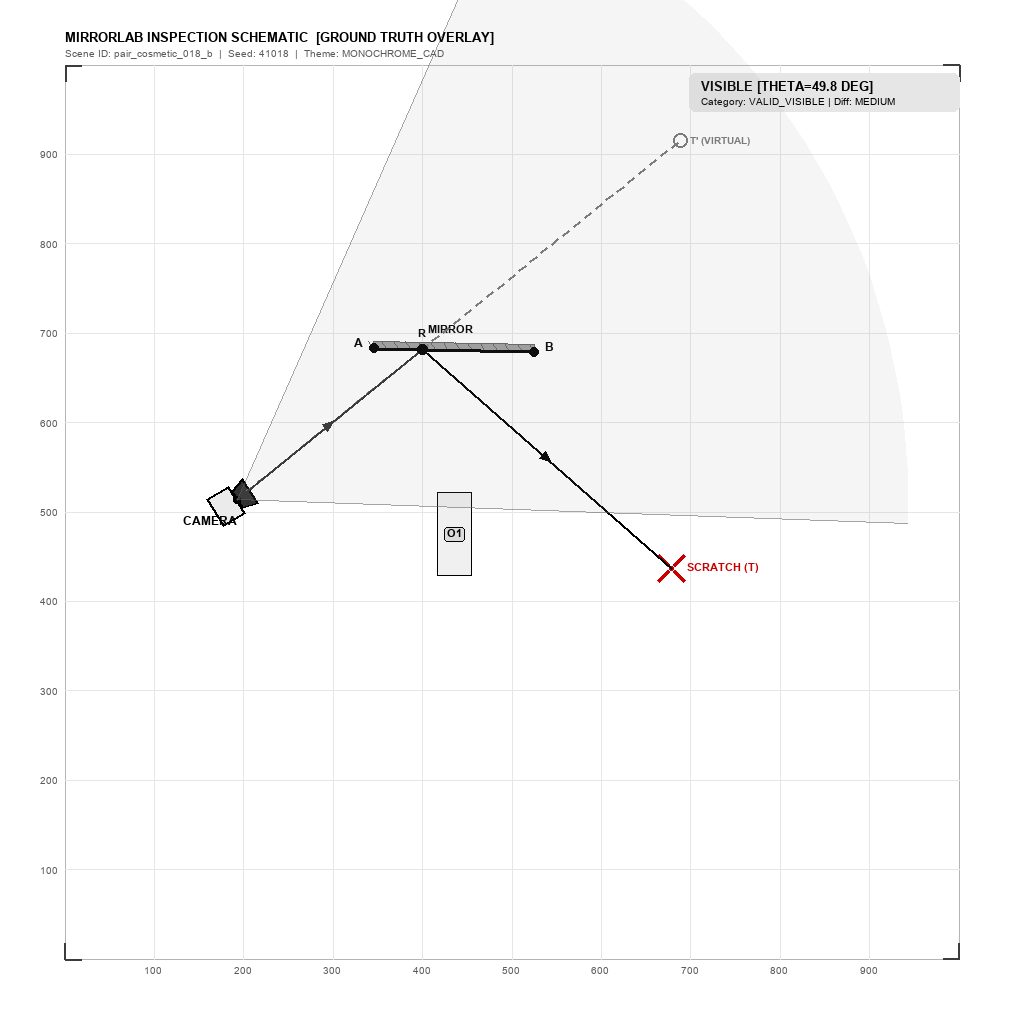 MIRRORLAB INSPECTION SCHEMATIC [GROUND TRUTH OVERLAY]
Scene ID: pair_cosmetic_018_b | Seed: 41018 | Theme: MONOCHROME_CAD
VISIBLE [THETA=49.8 DEG]
Category: VALID_VISIBLE | Diff: MEDIUM
T' (VIRTUAL)
900
800
700
600
500
400
300
200
100
R MIRROR
A
B
CAMERA
O1
SCRATCH (T)
100 200 300 400 500 600 700 800 900